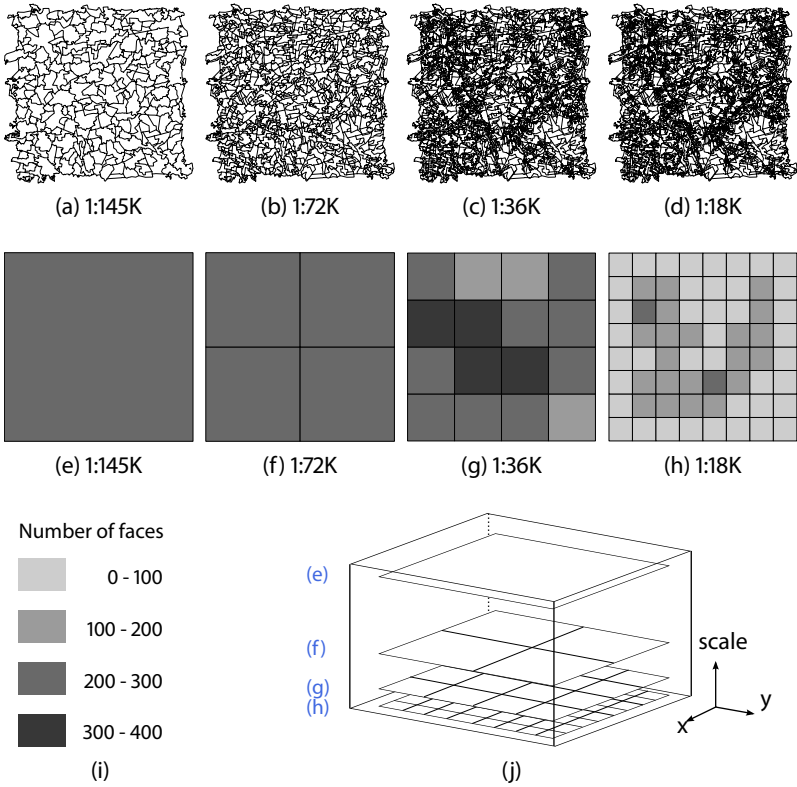 (a) 1:145K
(b) 1:72K
(c) 1:36K
(d) 1:18K
(e) 1:145K
(f) 1:72K
(g) 1:36K
(h) 1:18K
Number of faces
0 - 100
100 - 200
200 - 300
300 - 400
(i)
(e)
(f)
(g)
(h)
scale
y
x
(j)